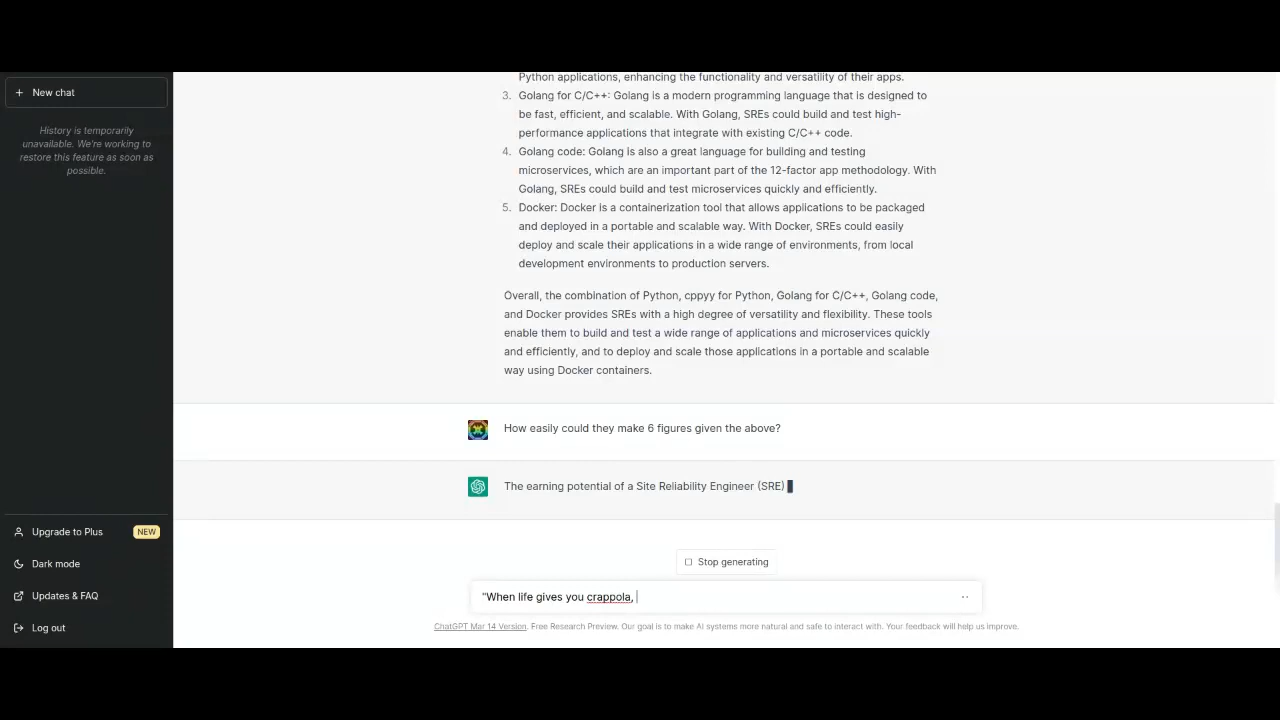 New chat
History is temporarily
unavailable. We're working to
restore this feature as soon as
possible.
Python applications, enhancing the functionality and versatility of their apps.
3. Golang for C/C++: Golang is a modern programming language that is designed to
be fast, efficient, and scalable. With Golang, SREs could build and test high-
performance applications that integrate with existing C/C++ code.
4. Golang code: Golang is also a great language for building and testing
microservices, which are an important part of the 12-factor app methodology. With
Golang, SREs could build and test microservices quickly and efficiently.
5. Docker: Docker is a containerization tool that allows applications to be packaged
and deployed in a portable and scalable way. With Docker, SREs could easily
deploy and scale their applications in a wide range of environments, from local
development environments to production servers.
Overall, the combination of Python, cppyy for Python, Golang for C/C++, Golang code,
and Docker provides SREs with a high degree of versatility and flexibility. These tools
enable them to build and test a wide range of applications and microservices quickly
and efficiently, and to deploy and scale those applications in a portable and scalable
way using Docker containers.
How easily could they make 6 figures given the above?
The earning potential of a Site Reliability Engineer (SRE)
Upgrade to Plus NEW
Dark mode
Updates & FAQ
Log out
Stop generating
"When life gives you crappola,
ChatGPT Mar 14 Version. Free Research Preview. Our goal is to make AI systems more natural and safe to interact with. Your feedback will help us improve.